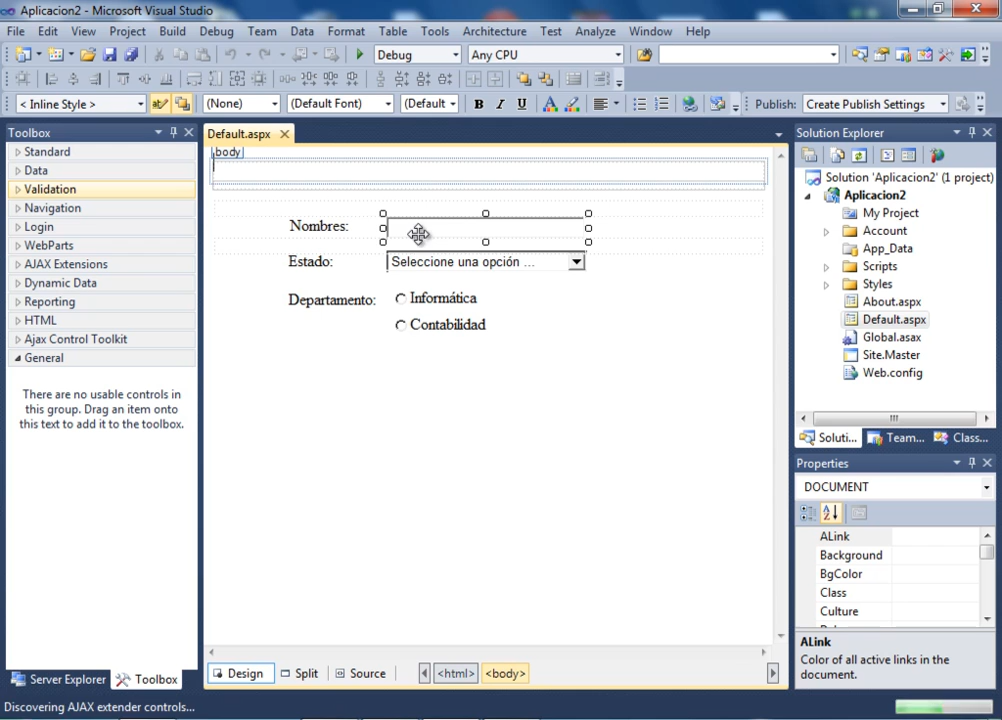 Aplicacion2 - Microsoft Visual Studio
File Edit View Project Build Debug Team Data Format Table Tools Architecture Test Analyze Window Help
Debug Any CPU
< Inline Style > (None) (Default Font) (Default B I U A Publish: Create Publish Settings
Toolbox
Standard
Data
Validation
Navigation
Login
WebParts
AJAX Extensions
Dynamic Data
Reporting
HTML
Ajax Control Toolkit
General
There are no usable controls in
this group. Drag an item onto
this text to add it to the toolbox.
Server Explorer Toolbox
Default.aspx
body
Nombres:
Estado: Seleccione una opción ...
Departamento: Informática
Contabilidad
Design Split Source <html> <body>
Solution Explorer
Solution 'Aplicacion2' (1 project)
Aplicacion2
My Project
Account
App_Data
Scripts
Styles
About.aspx
Default.aspx
Global.asax
Site.Master
Web.config
Soluti... Team... Class...
Properties
DOCUMENT
ALink
Background
BgColor
Class
Culture
ALink
Color of all active links in the
document.
Discovering AJAX extender controls...